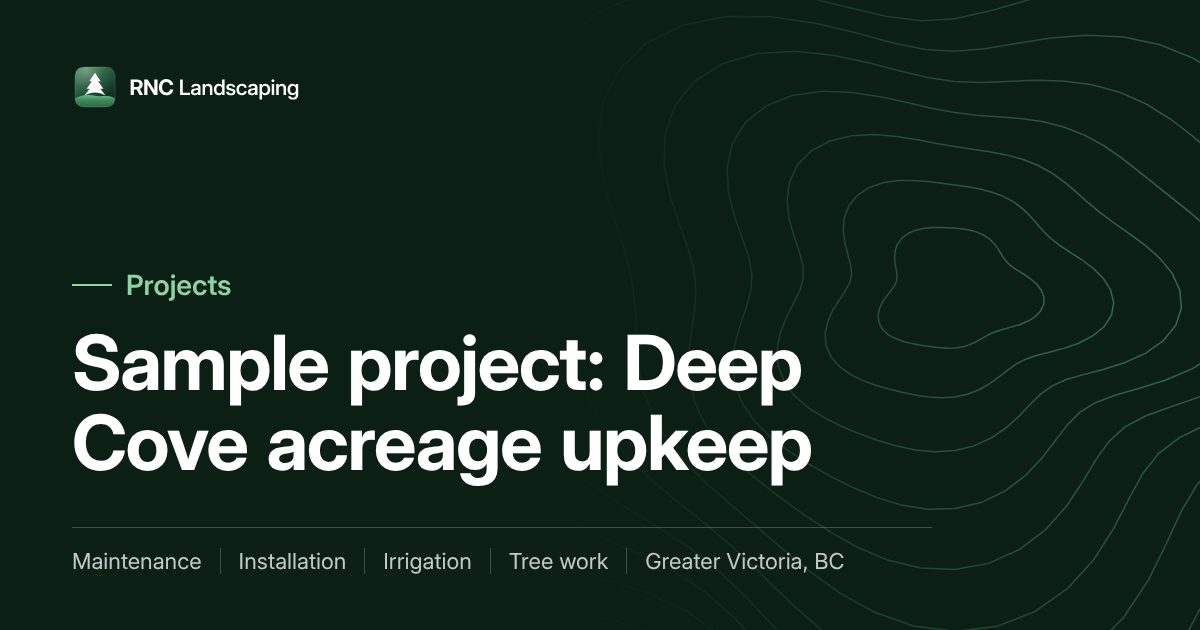 RNC Landscaping
Projects
Sample project: Deep
Cove acreage upkeep
Maintenance
Installation
Irrigation
Tree work
Greater Victoria, BC